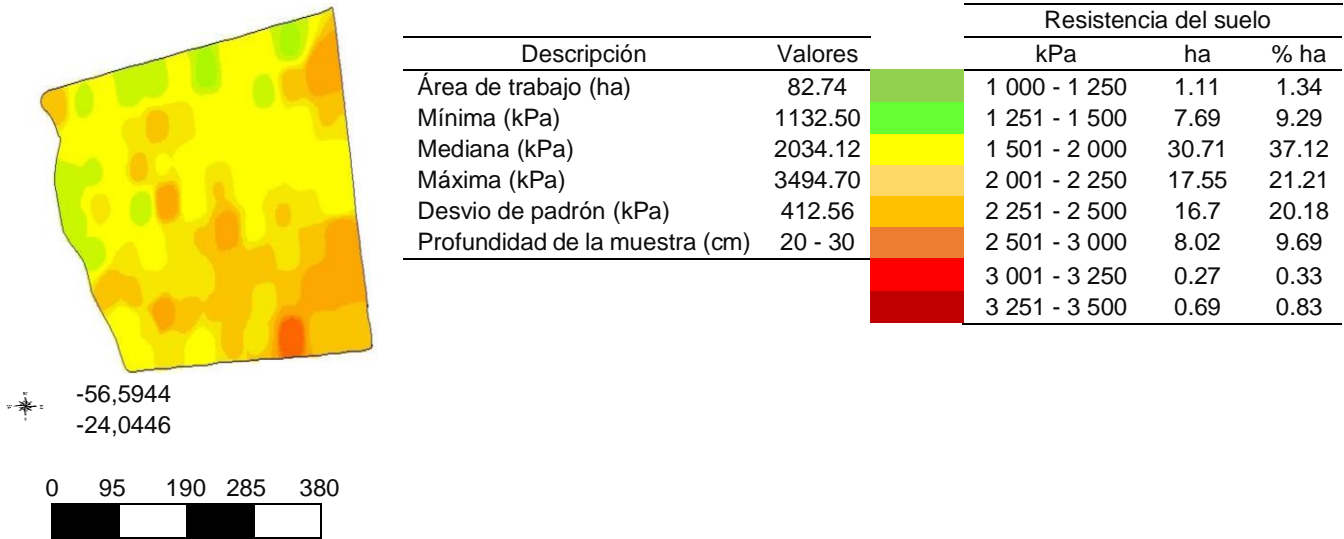 Descripción Valores
Área de trabajo (ha) 82.74
Mínima (kPa) 1132.50
Mediana (kPa) 2034.12
Máxima (kPa) 3494.70
Desvio de padrón (kPa) 412.56
Profundidad de la muestra (cm) 20 - 30
Resistencia del suelo
kPa ha % ha
1 000 - 1 250 1.11 1.34
1 251 - 1 500 7.69 9.29
1 501 - 2 000 30.71 37.12
2 001 - 2 250 17.55 21.21
2 251 - 2 500 16.7 20.18
2 501 - 3 000 8.02 9.69
3 001 - 3 250 0.27 0.33
3 251 - 3 500 0.69 0.83
-56,5944
-24,0446
0 95 190 285 380